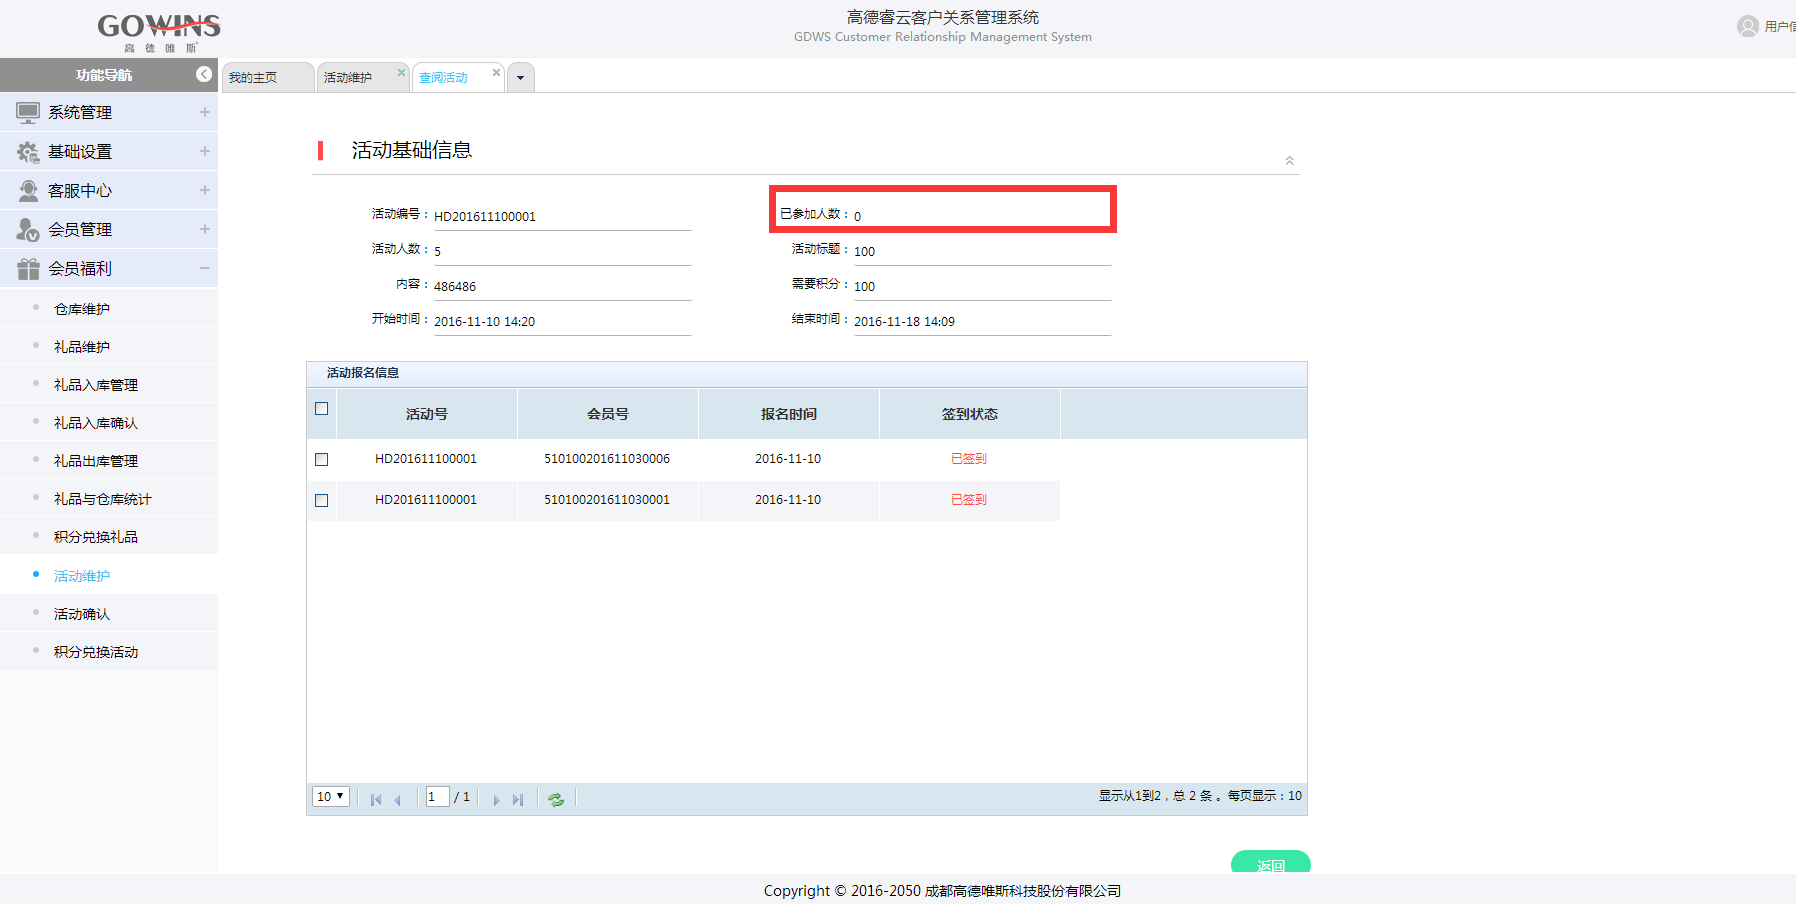 GOWINS
高德唯斯
高德睿云客户关系管理系统
GDWS Customer Relationship Management System
用户信
功能导航
我的主页
活动维护
查阅活动
系统管理
基础设置
客服中心
会员管理
会员福利
仓库维护
礼品维护
礼品入库管理
礼品入库确认
礼品出库管理
礼品与仓库统计
积分兑换礼品
活动维护
活动确认
积分兑换活动
活动基础信息
活动编号：HD201611100001
已参加人数：0
活动人数：5
活动标题：100
内容：486486
需要积分：100
开始时间：2016-11-10 14:20
结束时间：2016-11-18 14:09
活动报名信息
活动号 会员号 报名时间 签到状态
HD201611100001 510100201611030006 2016-11-10 已签到
HD201611100001 510100201611030001 2016-11-10 已签到
10 1 / 1
显示从1到2，总 2 条 。每页显示：10
返回
Copyright © 2016-2050 成都高德唯斯科技股份有限公司